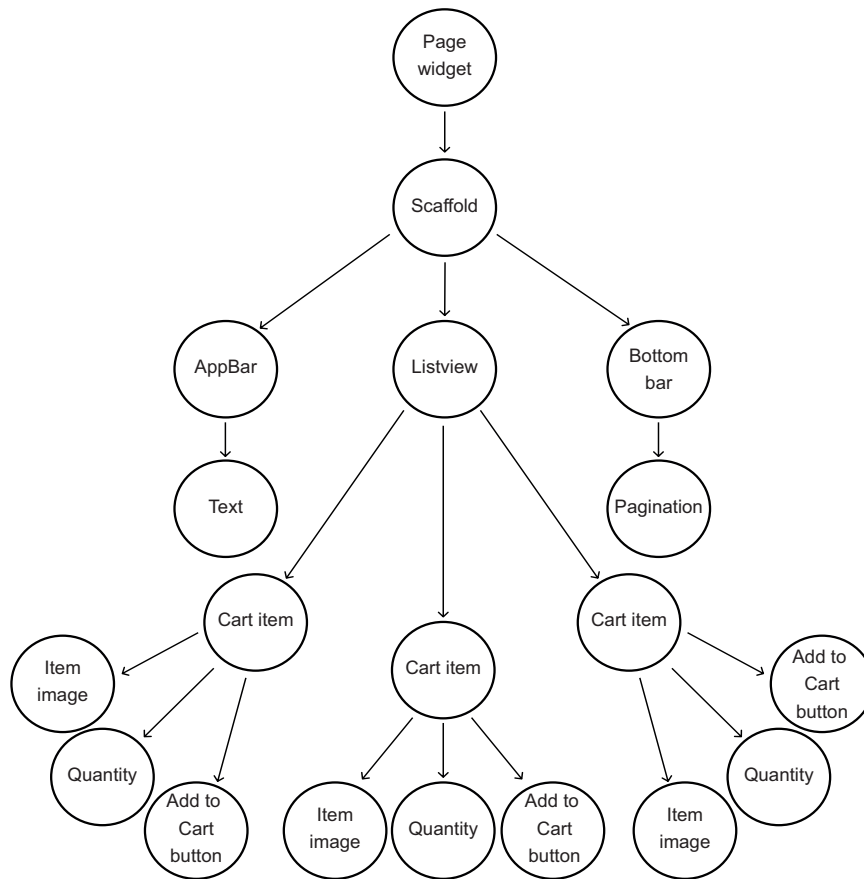 Page
widget
Scaffold
AppBar
Listview
Bottom
bar
Text
Pagination
Cart item
Cart item
Cart item
Item
image
Quantity
Add to
Cart
button
Item
image
Quantity
Add to
Cart
button
Item
image
Quantity
Add to
Cart
button